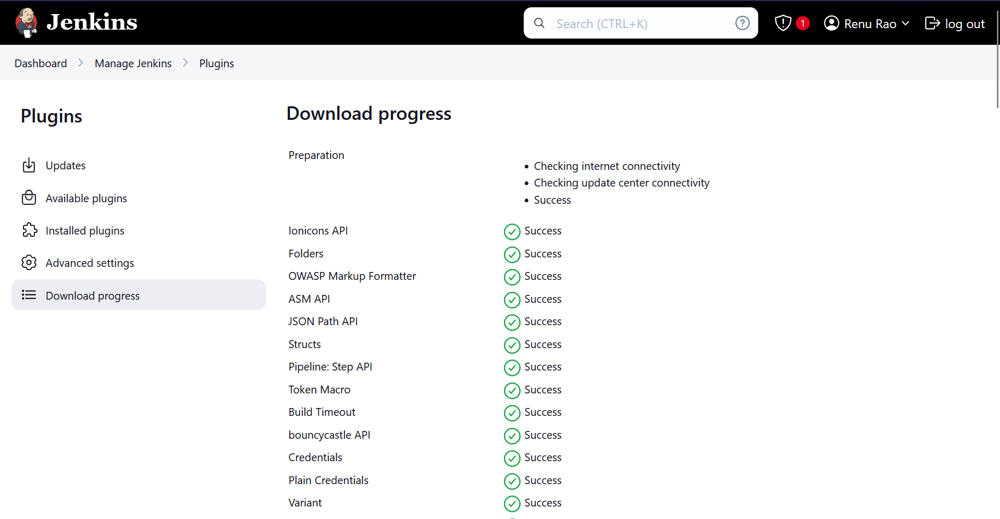 Jenkins
Search (CTRL+K)
?
1
Renu Rao
log out
Dashboard
Manage Jenkins
Plugins
Plugins
Updates
Available plugins
Installed plugins
Advanced settings
Download progress
Download progress
Preparation
• Checking internet connectivity
• Checking update center connectivity
• Success
Ionicons API Success
Folders Success
OWASP Markup Formatter Success
ASM API Success
JSON Path API Success
Structs Success
Pipeline: Step API Success
Token Macro Success
Build Timeout Success
bouncycastle API Success
Credentials Success
Plain Credentials Success
Variant Success